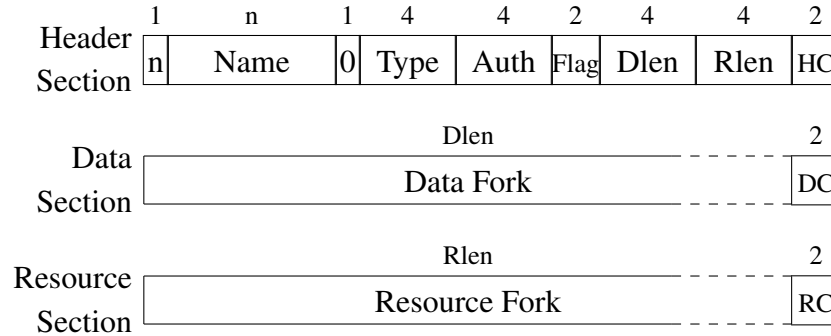 1 n 1 4 4 2 4 4 2
Header Section n Name 0 Type Auth Flag Dlen Rlen HC
Dlen 2
Data Section Data Fork DC
Rlen 2
Resource Section Resource Fork RC